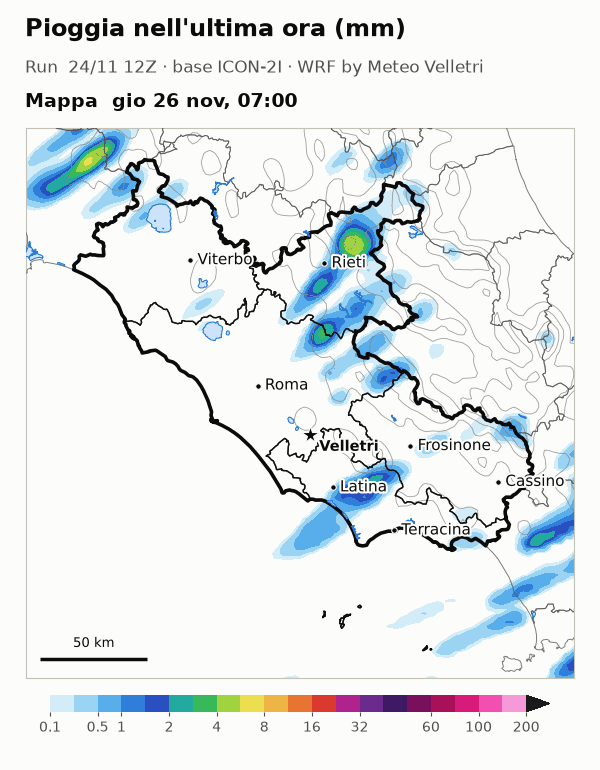 Pioggia nell'ultima ora (mm)
Run  24/11 12Z · base ICON-2I · WRF by Meteo Velletri
Mappa  gio 26 nov, 07:00
Viterbo
Rieti
Roma
Velletri
Frosinone
Latina
Cassino
Terracina
50 km
0.1 0.5 1 2 4 8 16 32 60 100 200